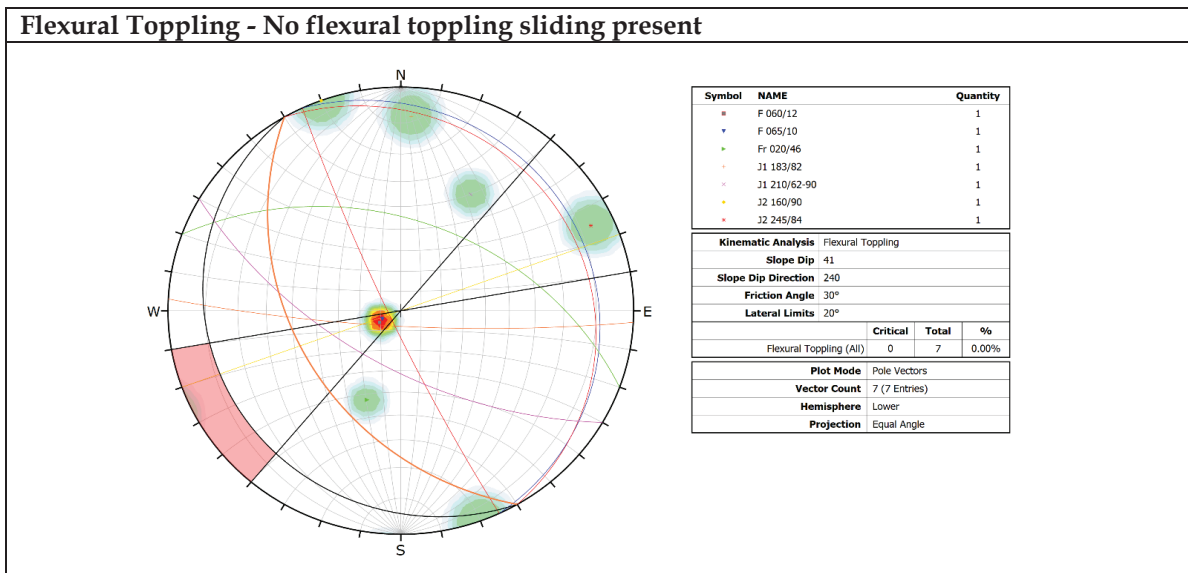 Flexural Toppling - No flexural toppling sliding present
N
W
E
S
Symbol NAME Quantity
F 060/12 1
F 065/10 1
Fr 020/46 1
J1 183/82 1
J1 210/62-90 1
J2 160/90 1
J2 245/84 1
Kinematic Analysis Flexural Toppling
Slope Dip 41
Slope Dip Direction 240
Friction Angle 30°
Lateral Limits 20°
Critical Total %
Flexural Toppling (All) 0 7 0.00%
Plot Mode Pole Vectors
Vector Count 7 (7 Entries)
Hemisphere Lower
Projection Equal Angle